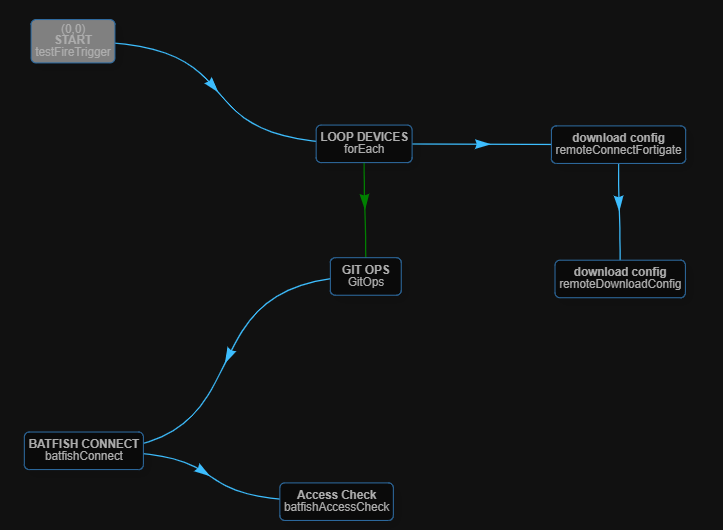 (0,0)
START
testFireTrigger
LOOP DEVICES
forEach
download config
remoteConnectFortigate
GIT OPS
GitOps
download config
remoteDownloadConfig
BATFISH CONNECT
batfishConnect
Access Check
batfishAccessCheck